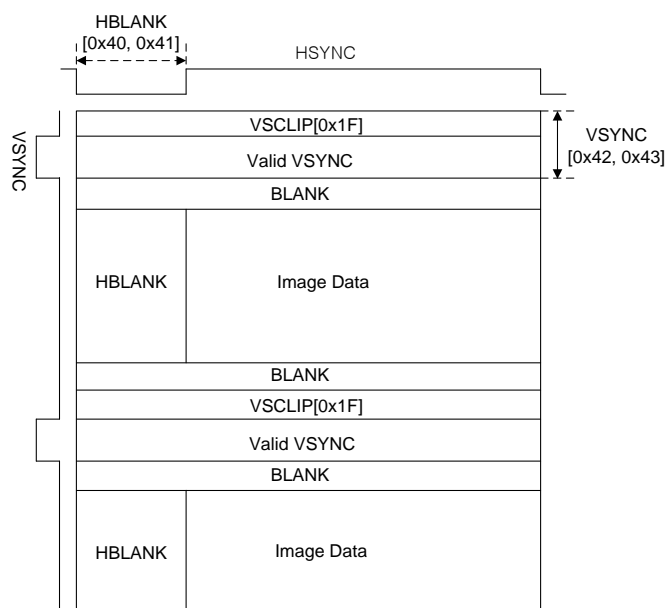 HBLANK
[0x40, 0x41]
HSYNC
VSCLIP[0x1F]
VSYNC
Valid VSYNC
VSYNC
[0x42, 0x43]
BLANK
HBLANK
Image Data
BLANK
VSCLIP[0x1F]
Valid VSYNC
BLANK
HBLANK
Image Data